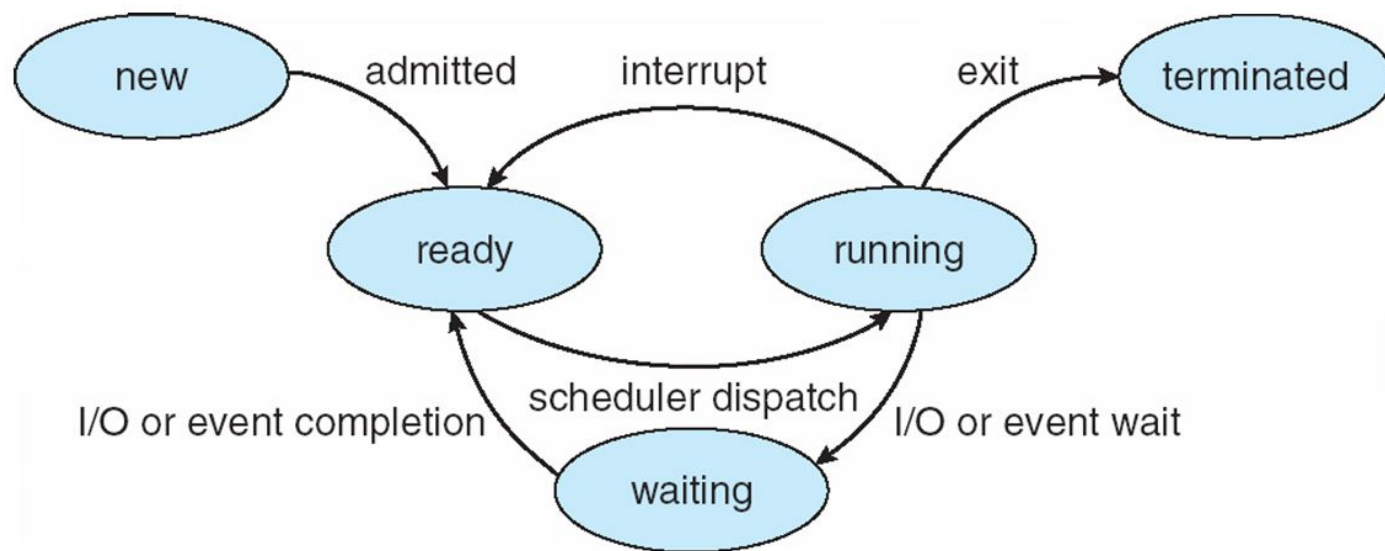 new
admitted
interrupt
exit
terminated
ready
running
scheduler dispatch
I/O or event completion
I/O or event wait
waiting